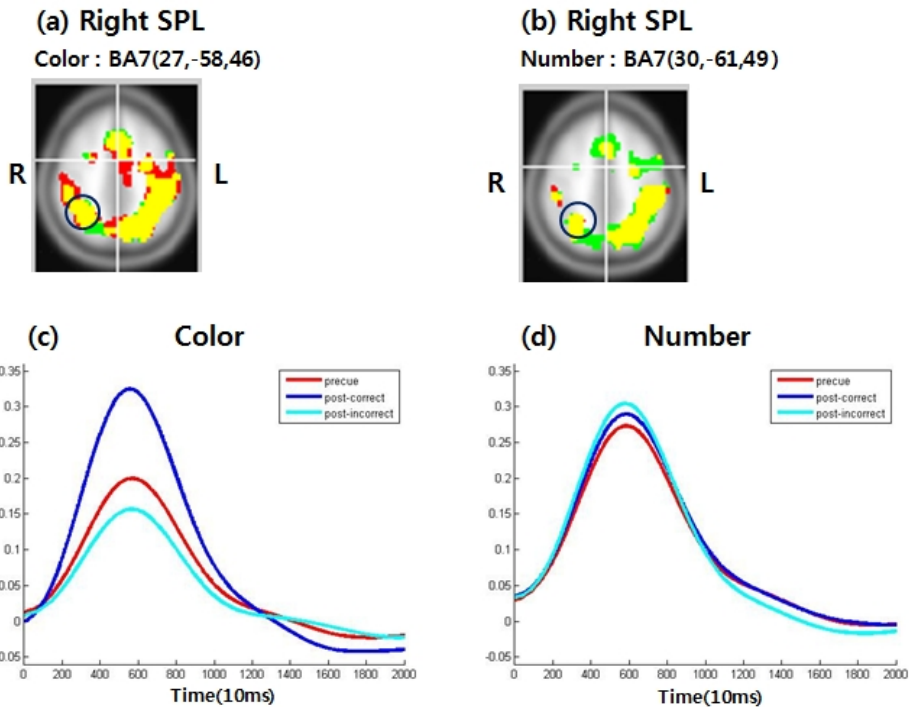 (a) Right SPL
Color : BA7(27,-58,46)
R
L
(b) Right SPL
Number : BA7(30,-61,49)
R
L
(c) Color
precue
post-correct
post-incorrect
0.35
0.3
0.25
0.2
0.15
0.1
0.05
0
0.05
0 200 400 600 800 1000 1200 1400 1600 1800 2000
Time(10ms)
(d) Number
precue
post-correct
post-incorrect
0.35
0.3
0.25
0.2
0.15
0.1
0.05
0
-0.05
0 200 400 600 800 1000 1200 1400 1600 1800 2000
Time(10ms)